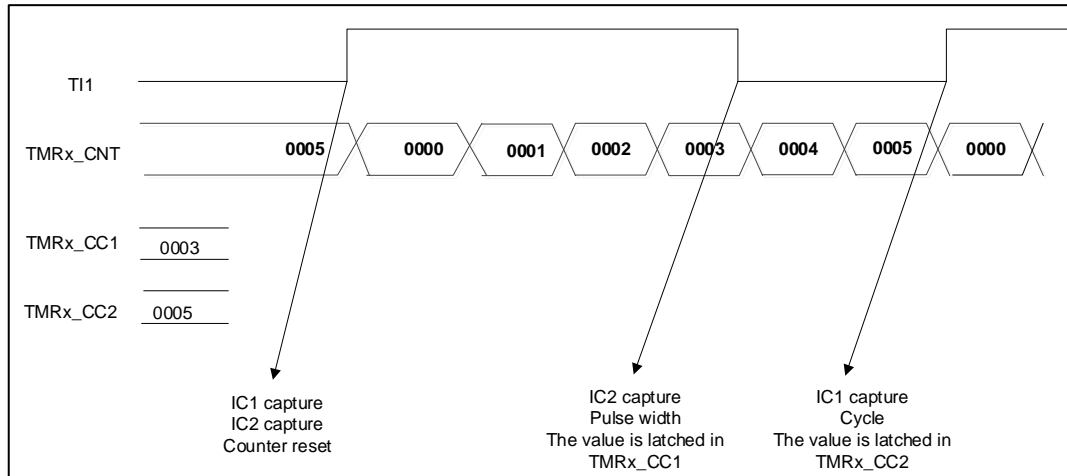 TI1
TMRx_CNT
0005 0000 0001 0002 0003 0004 0005 0000
TMRx_CC1
0003
TMRx_CC2
0005
IC1 capture
IC2 capture
Counter reset
IC2 capture
Pulse width
The value is latched in
TMRx_CC1
IC1 capture
Cycle
The value is latched in
TMRx_CC2